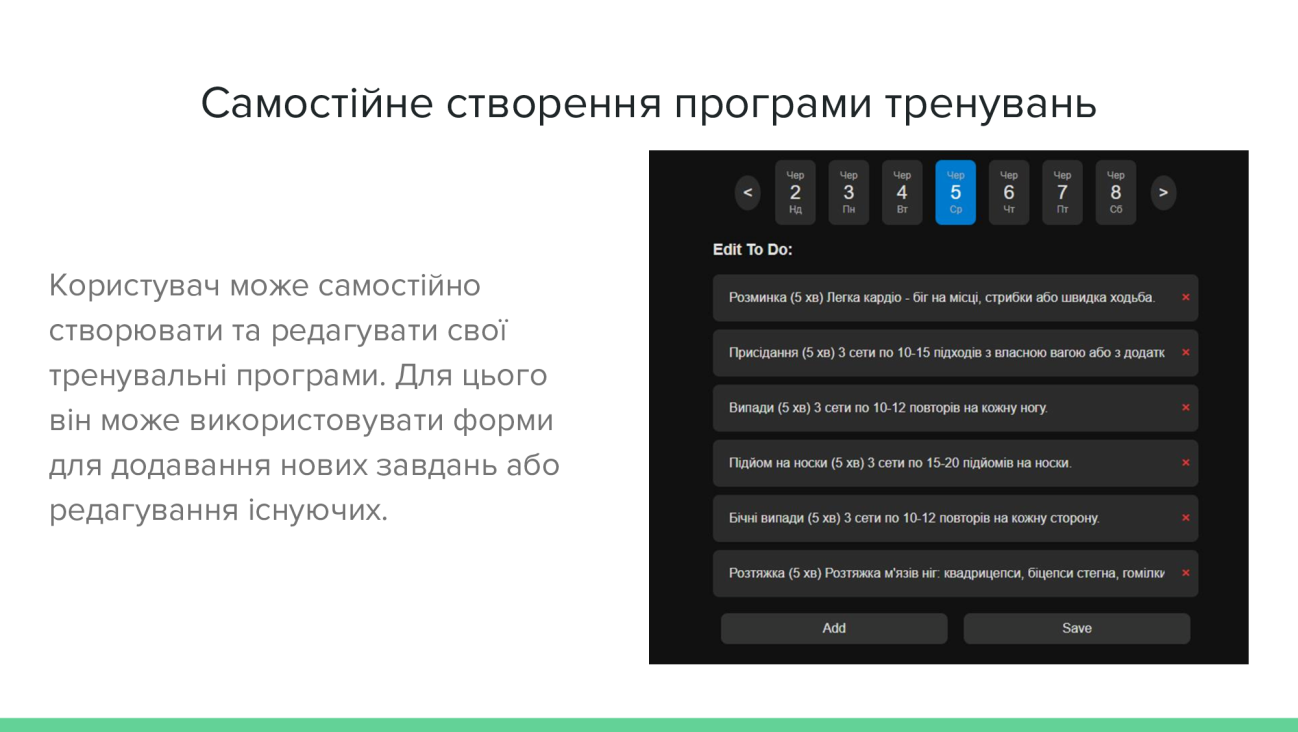 Самостійне створення програми тренувань
Користувач може самостійно
створювати та редагувати свої
тренувальні програми. Для цього
він може використовувати форми
для додавання нових завдань або
редагування існуючих.
< Чер Чер Чер Чер Чер Чер Чер >
2 3 4 5 6 7 8
Нд Пн Вт Ср Чт Пт Сб
Edit To Do:
Розминка (5 хв) Легка кардіо - біг на місці, стрибки або швидка ходьба. ×
Присідання (5 хв) 3 сети по 10-15 підходів з власною вагою або з додатк ×
Випади (5 хв) 3 сети по 10-12 повторів на кожну ногу. ×
Підйом на носки (5 хв) 3 сети по 15-20 підйомів на носки. ×
Бічні випади (5 хв) 3 сети по 10-12 повторів на кожну сторону. ×
Розтяжка (5 хв) Розтяжка м'язів ніг: квадрицепси, біцепси стегна, гомілки ×
Add Save